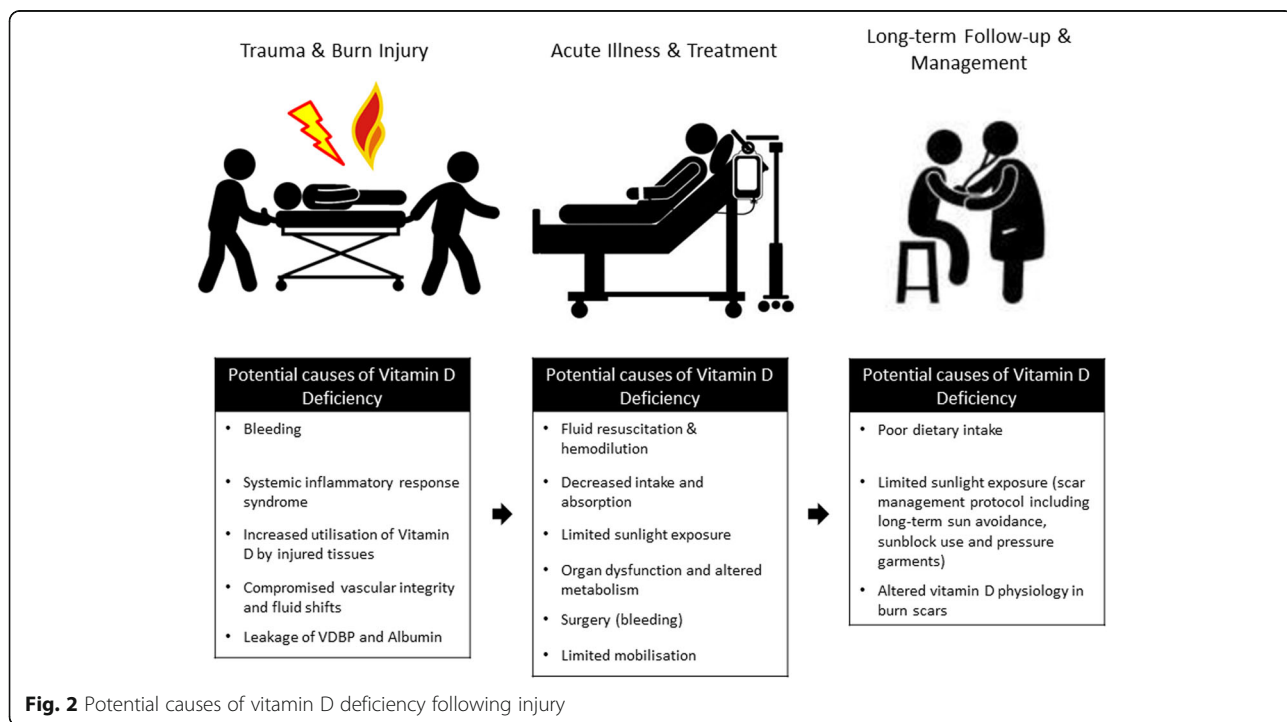 Trauma & Burn Injury
Acute Illness & Treatment
Long-term Follow-up &
Management
Potential causes of Vitamin D
Deficiency
• Bleeding
• Systemic inflammatory response
syndrome
• Increased utilisation of Vitamin
D by injured tissues
• Compromised vascular integrity
and fluid shifts
• Leakage of VDBP and Albumin
Potential causes of Vitamin D
Deficiency
• Fluid resuscitation &
hemodilution
• Decreased intake and
absorption
• Limited sunlight exposure
• Organ dysfunction and altered
metabolism
• Surgery (bleeding)
• Limited mobilisation
Potential causes of Vitamin D
Deficiency
• Poor dietary intake
• Limited sunlight exposure (scar
management protocol including
long-term sun avoidance,
sunblock use and pressure
garments)
• Altered vitamin D physiology in
burn scars
Fig. 2 Potential causes of vitamin D deficiency following injury